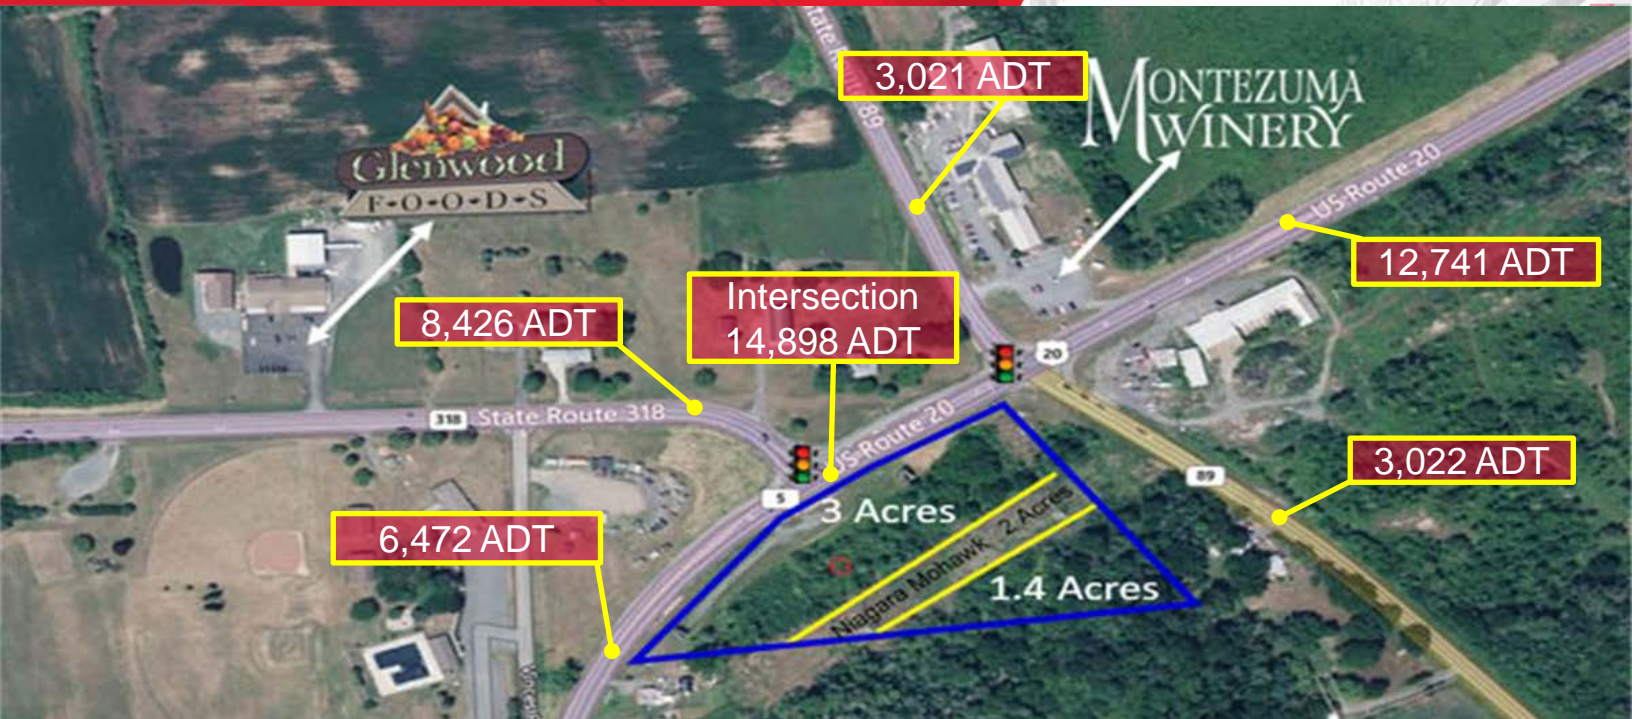 3,021 ADT
MONTEZUMA
WINERY
89
Glenwood
F•O•O•D•S
US Route 20
12,741 ADT
Intersection
14,898 ADT
8,426 ADT
20
318
State Route 318
US Route 20
3,022 ADT
89
5
3 Acres
Niagara Mohawk 2 Acres
6,472 ADT
1.4 Acres